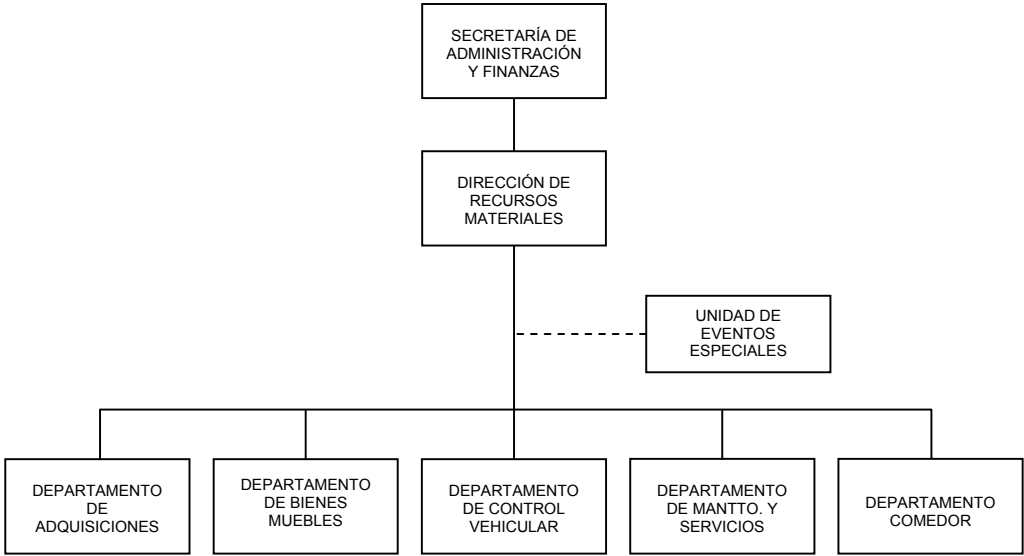 SECRETARÍA DE
ADMINISTRACIÓN
Y FINANZAS
DIRECCIÓN DE
RECURSOS
MATERIALES
UNIDAD DE
EVENTOS
ESPECIALES
DEPARTAMENTO
DE
ADQUISICIONES
DEPARTAMENTO
DE BIENES
MUEBLES
DEPARTAMENTO
DE CONTROL
VEHICULAR
DEPARTAMENTO
DE MANTTO. Y
SERVICIOS
DEPARTAMENTO
COMEDOR